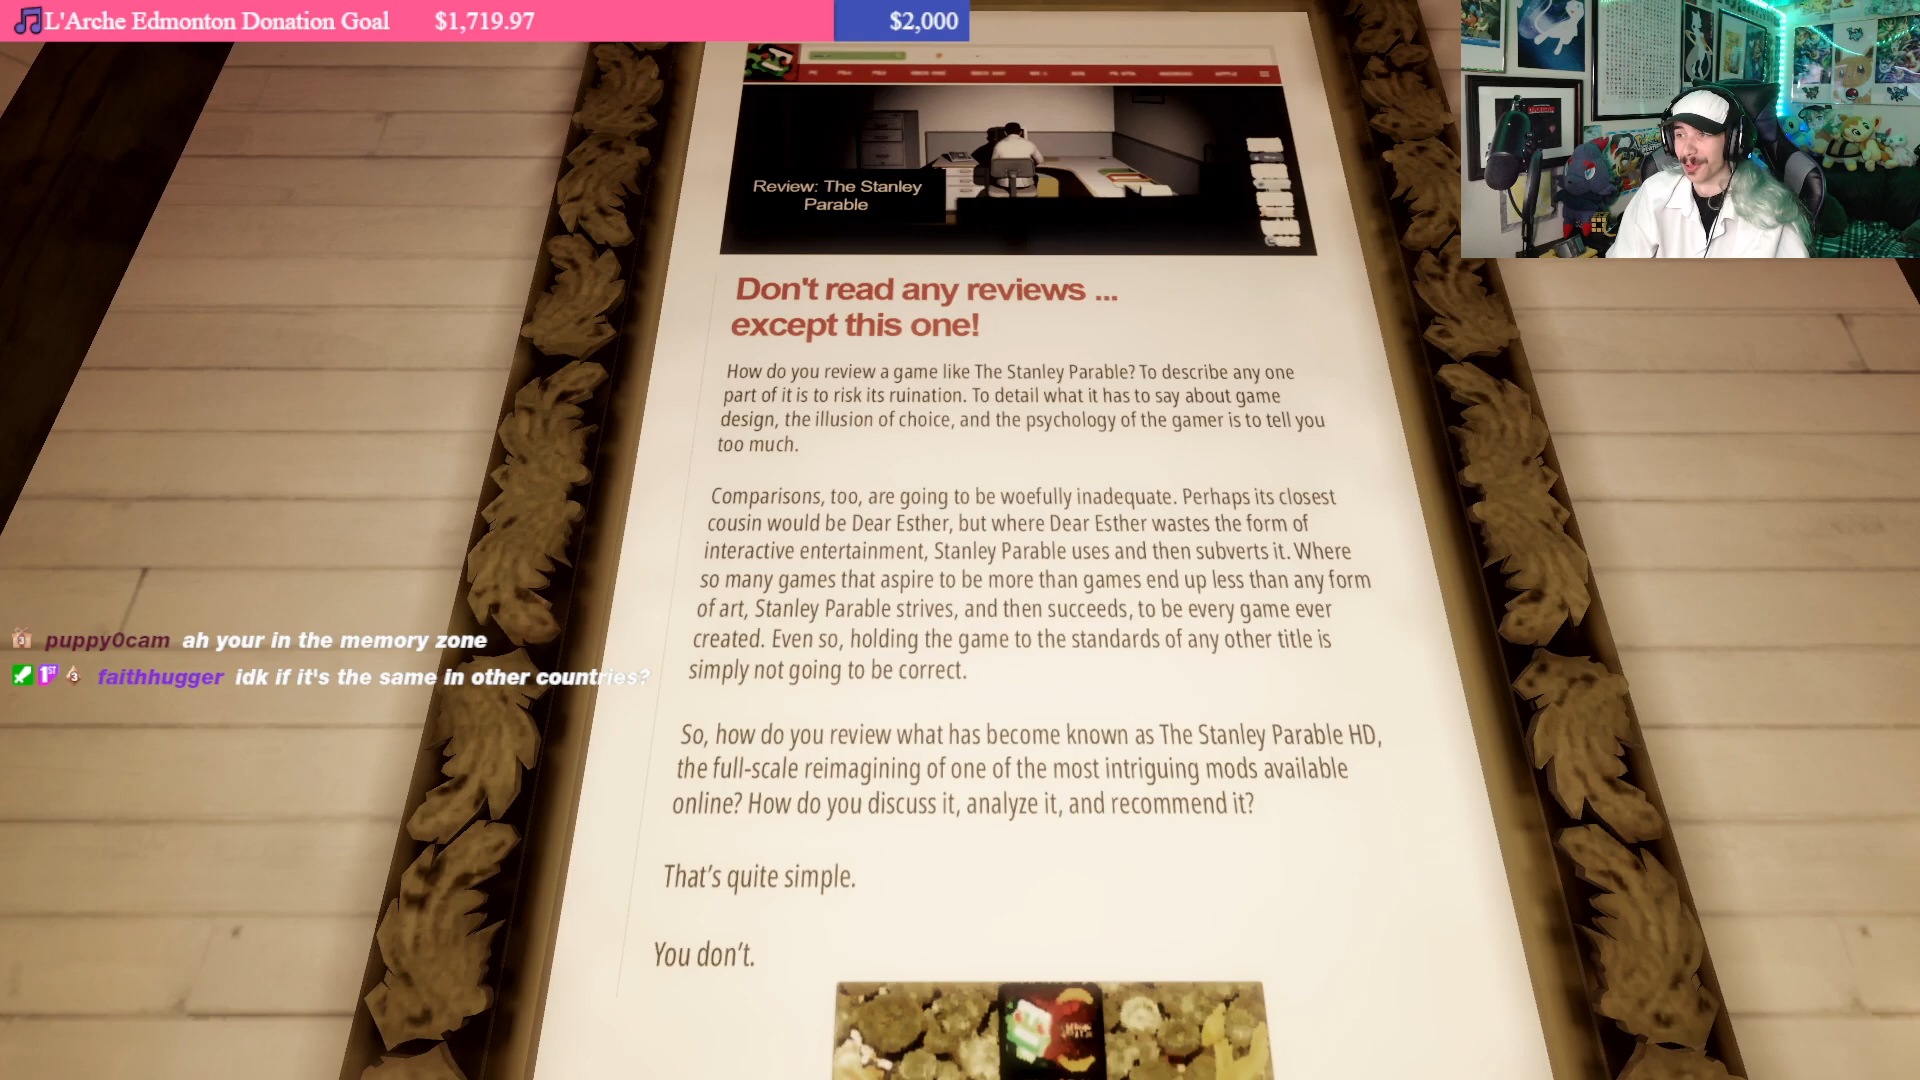 L'Arche Edmonton Donation Goal $1,719.97 $2,000
Review: The Stanley
Parable
Don't read any reviews ...
except this one!
How do you review a game like The Stanley Parable? To describe any one
part of it is to risk its ruination. To detail what it has to say about game
design, the illusion of choice, and the psychology of the gamer is to tell you
too much.
Comparisons, too, are going to be woefully inadequate. Perhaps its closest
cousin would be Dear Esther, but where Dear Esther wastes the form of
interactive entertainment, Stanley Parable uses and then subverts it. Where
so many games that aspire to be more than games end up less than any form
of art, Stanley Parable strives, and then succeeds, to be every game ever
created. Even so, holding the game to the standards of any other title is
simply not going to be correct.
So, how do you review what has become known as The Stanley Parable HD,
the full-scale reimagining of one of the most intriguing mods available
online? How do you discuss it, analyze it, and recommend it?
That's quite simple.
You don't.
puppy0cam ah your in the memory zone
faithhugger idk if it's the same in other countries?